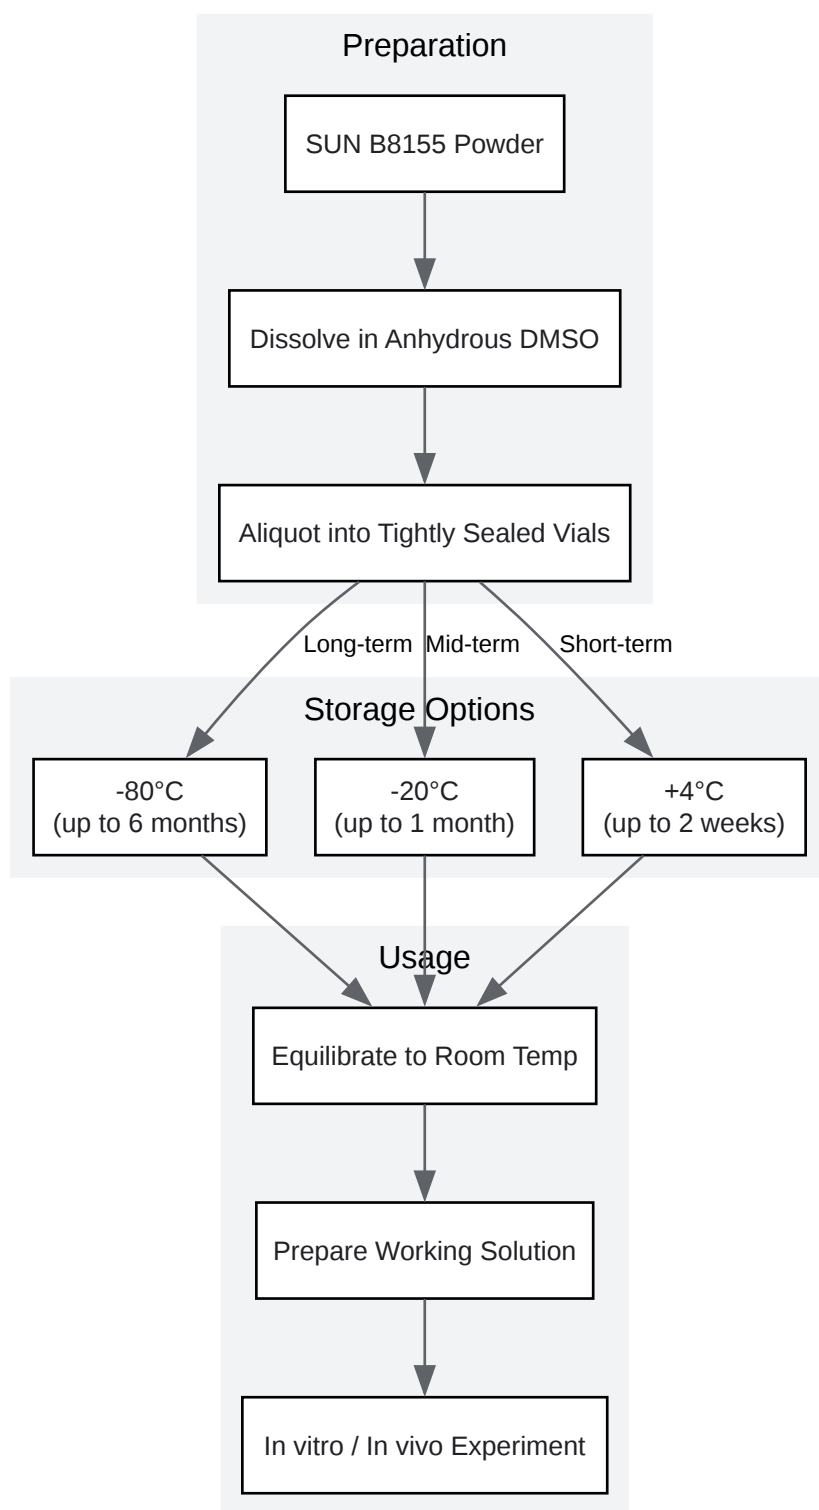 Preparation
SUN B8155 Powder
Dissolve in Anhydrous DMSO
Aliquot into Tightly Sealed Vials
Long-term
Mid-term
Short-term
Storage Options
-80°C
(up to 6 months)
-20°C
(up to 1 month)
+4°C
(up to 2 weeks)
Usage
Equilibrate to Room Temp
Prepare Working Solution
In vitro / In vivo Experiment